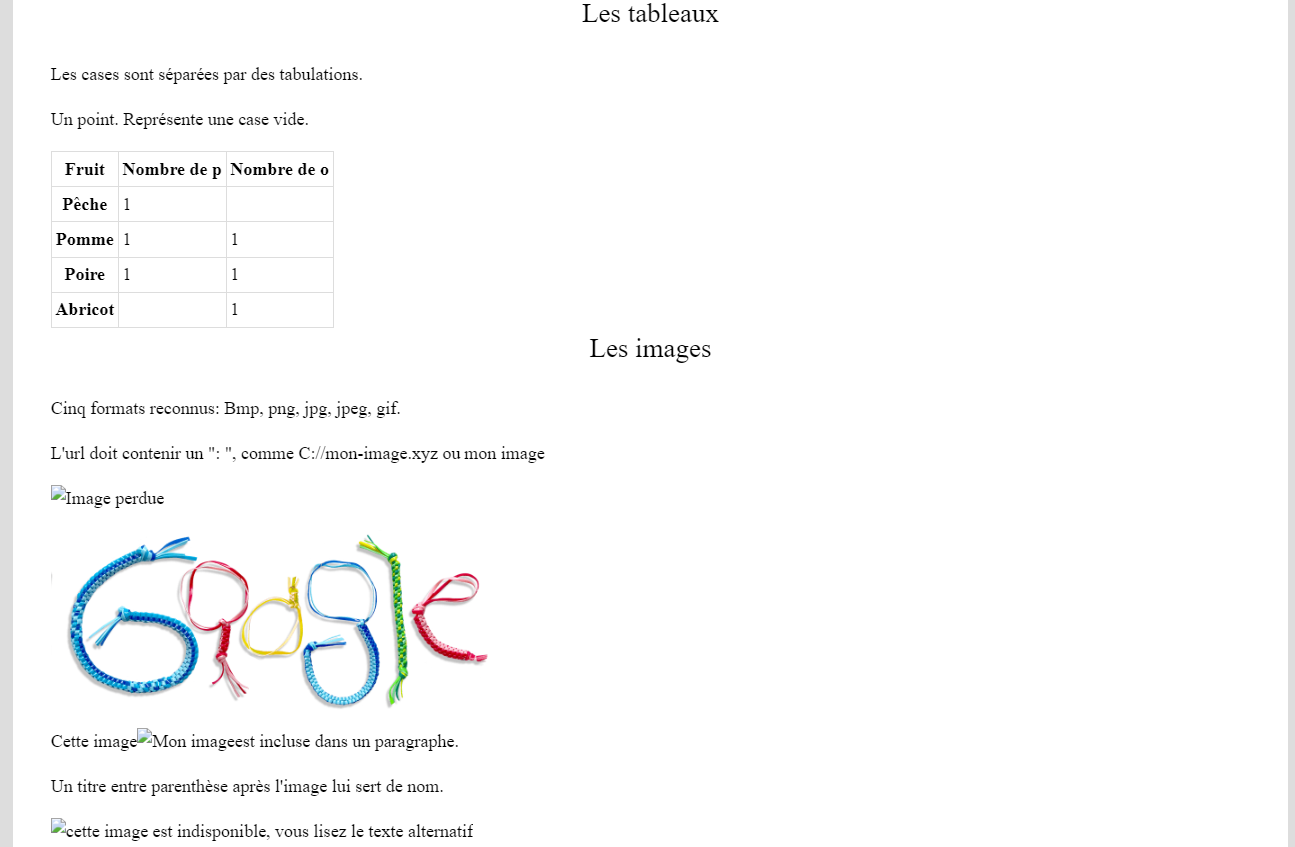 Les tableaux
Les cases sont séparées par des tabulations.
Un point. Représente une case vide.
Fruit Nombre de p Nombre de o
Pêche 1
Pomme 1 1
Poire 1 1
Abricot 1
Les images
Cinq formats reconnus: Bmp, png, jpg, jpeg, gif.
L'url doit contenir un ": ", comme C://mon-image.xyz ou mon image
Image perdue
Google
Cette imageMon imageest incluse dans un paragraphe.
Un titre entre parenthèse après l'image lui sert de nom.
cette image est indisponible, vous lisez le texte alternatif